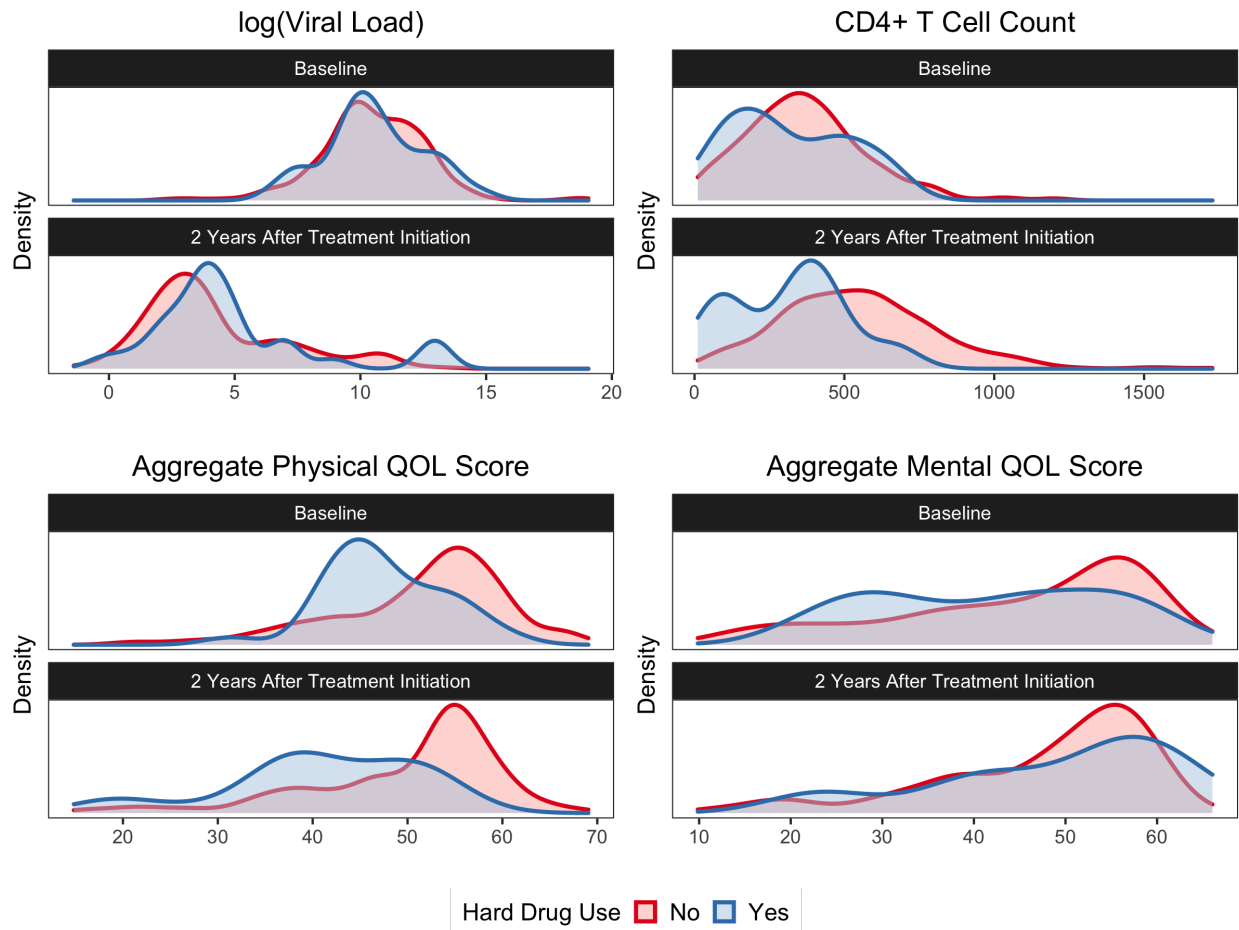 log(Viral Load)
Baseline
Density
2 Years After Treatment Initiation
0 5 10 15 20
CD4+ T Cell Count
Baseline
Density
2 Years After Treatment Initiation
0 500 1000 1500
Aggregate Physical QOL Score
Baseline
Density
2 Years After Treatment Initiation
20 30 40 50 60 70
Aggregate Mental QOL Score
Baseline
Density
2 Years After Treatment Initiation
10 20 30 40 50 60
Hard Drug Use No Yes